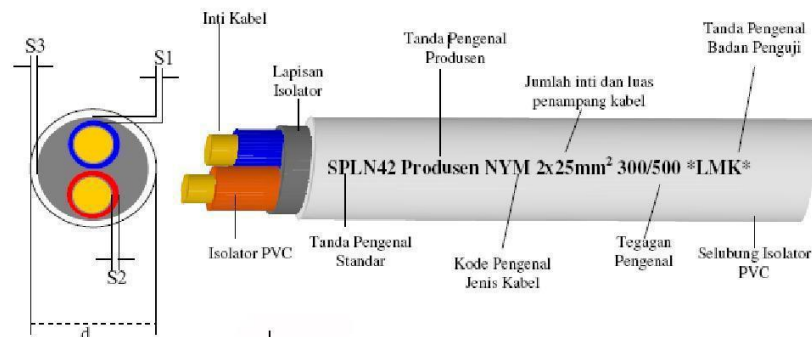 S3
S1
S2
d
Inti Kabel
Lapisan
Isolator
Tanda Pengenal
Produsen
Jumlah inti dan luas
penampang kabel
Tanda Pengenal
Badan Penguji
SPLN42 Produsen NYM 2x25mm² 300/500 *LMK*
Isolator PVC
Tanda Pengenal
Standar
Kode Pengenal
Jenis Kabel
Tegagan
Pengenal
Selubung Isolator
PVC